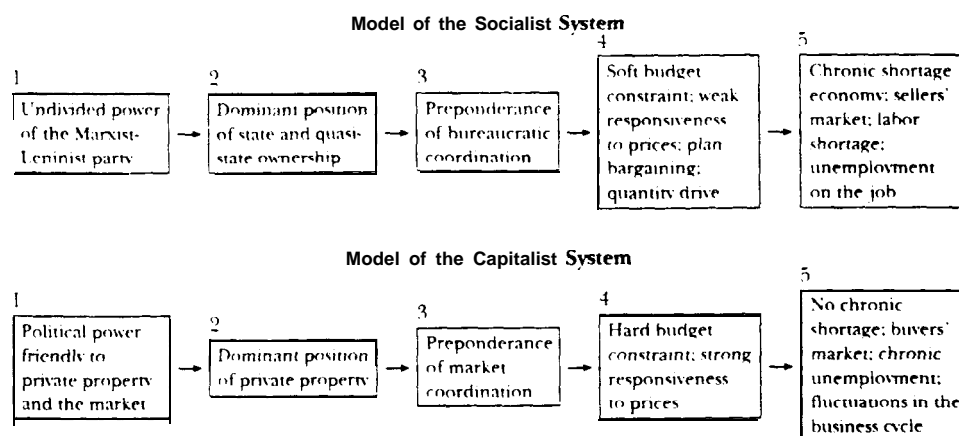 Model of the Socialist System
1
Undivided power
of the Marxist-
Leninist party
2
Dominant position
of state and quasi-
state ownership
3
Preponderance
of bureaucratic
coordination
4
Soft budget
constraint; weak
responsiveness
to prices; plan
bargaining;
quantity drive
5
Chronic shortage
economy; sellers'
market; labor
shortage;
unemployment
on the job
Model of the Capitalist System
1
Political power
friendly to
private property
and the market
2
Dominant position
of private property
3
Preponderance
of market
coordination
4
Hard budget
constraint; strong
responsiveness
to prices
5
No chronic
shortage; buyers'
market; chronic
unemployment;
fluctuations in the
business cycle